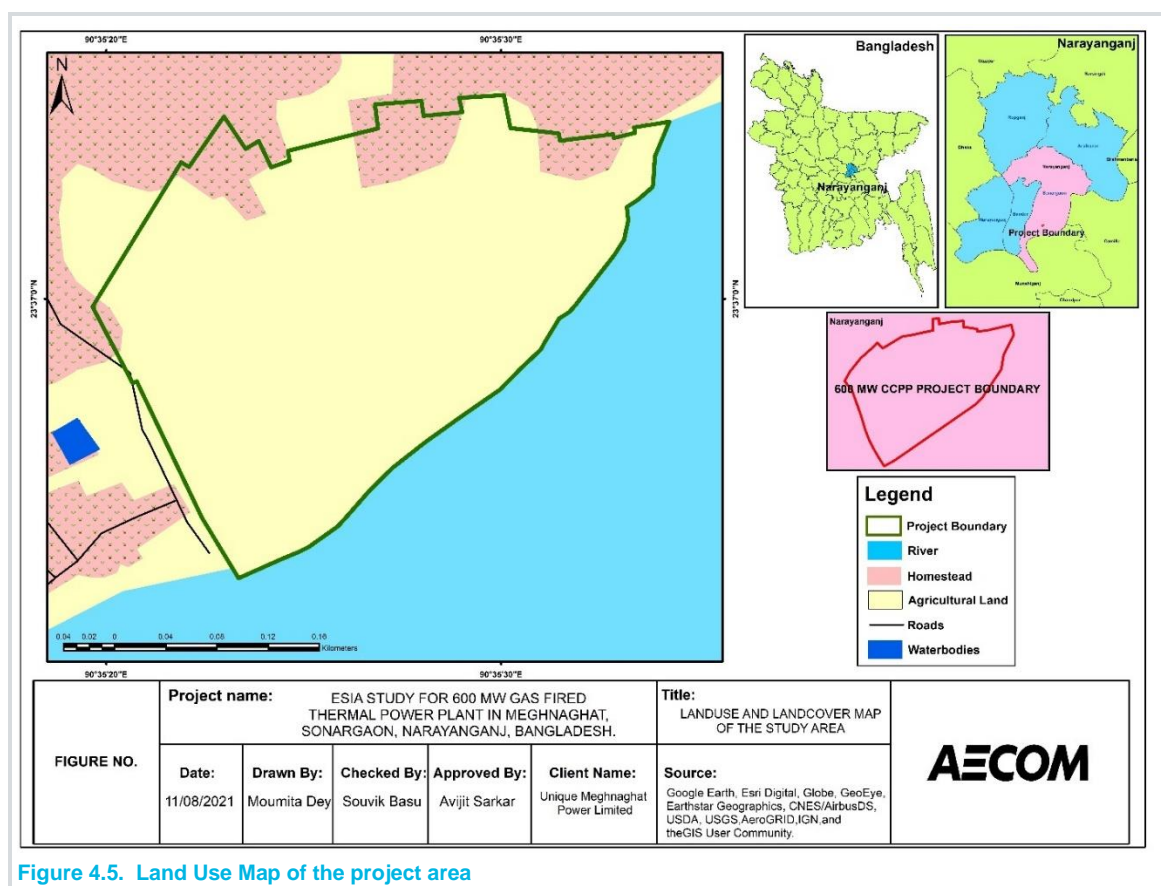 90°35'20"E
90°35'30"E
N
23°37'0"N
23°37'0"N
0.04 0.02 0 0.04 0.08 0.12 0.16
Kilometers
90°35'20"E
90°35'30"E
Bangladesh
Narayanganj
Narayanganj
Narayanganj
Project Boundary
Munshiganj
Narayanganj
600 MW CCPP PROJECT BOUNDARY
Legend
Project Boundary
River
Homestead
Agricultural Land
Roads
Waterbodies
FIGURE NO.
Project name:
ESIA STUDY FOR 600 MW GAS FIRED
THERMAL POWER PLANT IN MEGHNAGHAT,
SONARGAON, NARAYANGANJ, BANGLADESH.
Title:
LANDUSE AND LANDCOVER MAP
OF THE STUDY AREA
Date:
11/08/2021
Drawn By:
Moumita Dey
Checked By:
Souvik Basu
Approved By:
Avijit Sarkar
Client Name:
Unique Meghnaghat
Power Limited
Source:
Google Earth, Esri Digital, Globe, GeoEye,
Earthstar Geographics, CNES/AirbusDS,
USDA, USGS,AeroGRID,IGN,and
theGIS User Community.
AECOM
Figure 4.5. Land Use Map of the project area